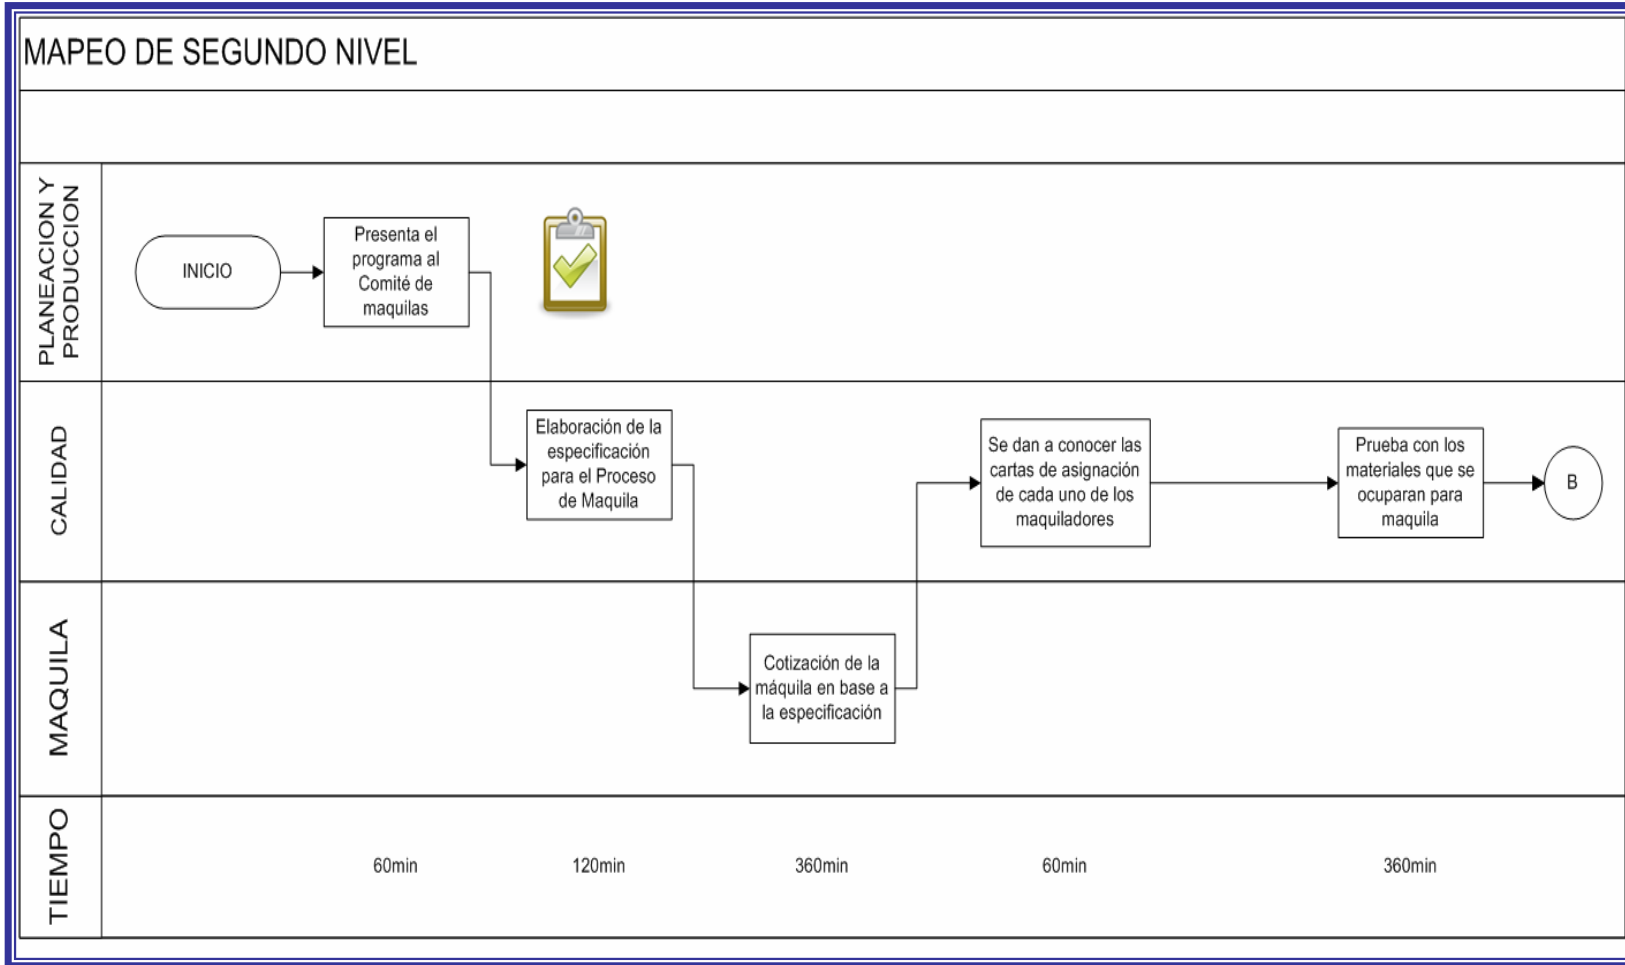 MAPEO DE SEGUNDO NIVEL
PLANEACION Y
PRODUCCION
INICIO
Presenta el
programa al
Comité de
maquilas
CALIDAD
Elaboración de la
especificación
para el Proceso
de Maquila
Se dan a conocer las
cartas de asignación
de cada uno de los
maquiladores
Prueba con los
materiales que se
ocuparan para
maquila
B
MAQUILA
Cotización de la
máquila en base a
la especificación
TIEMPO
60min
120min
360min
60min
360min